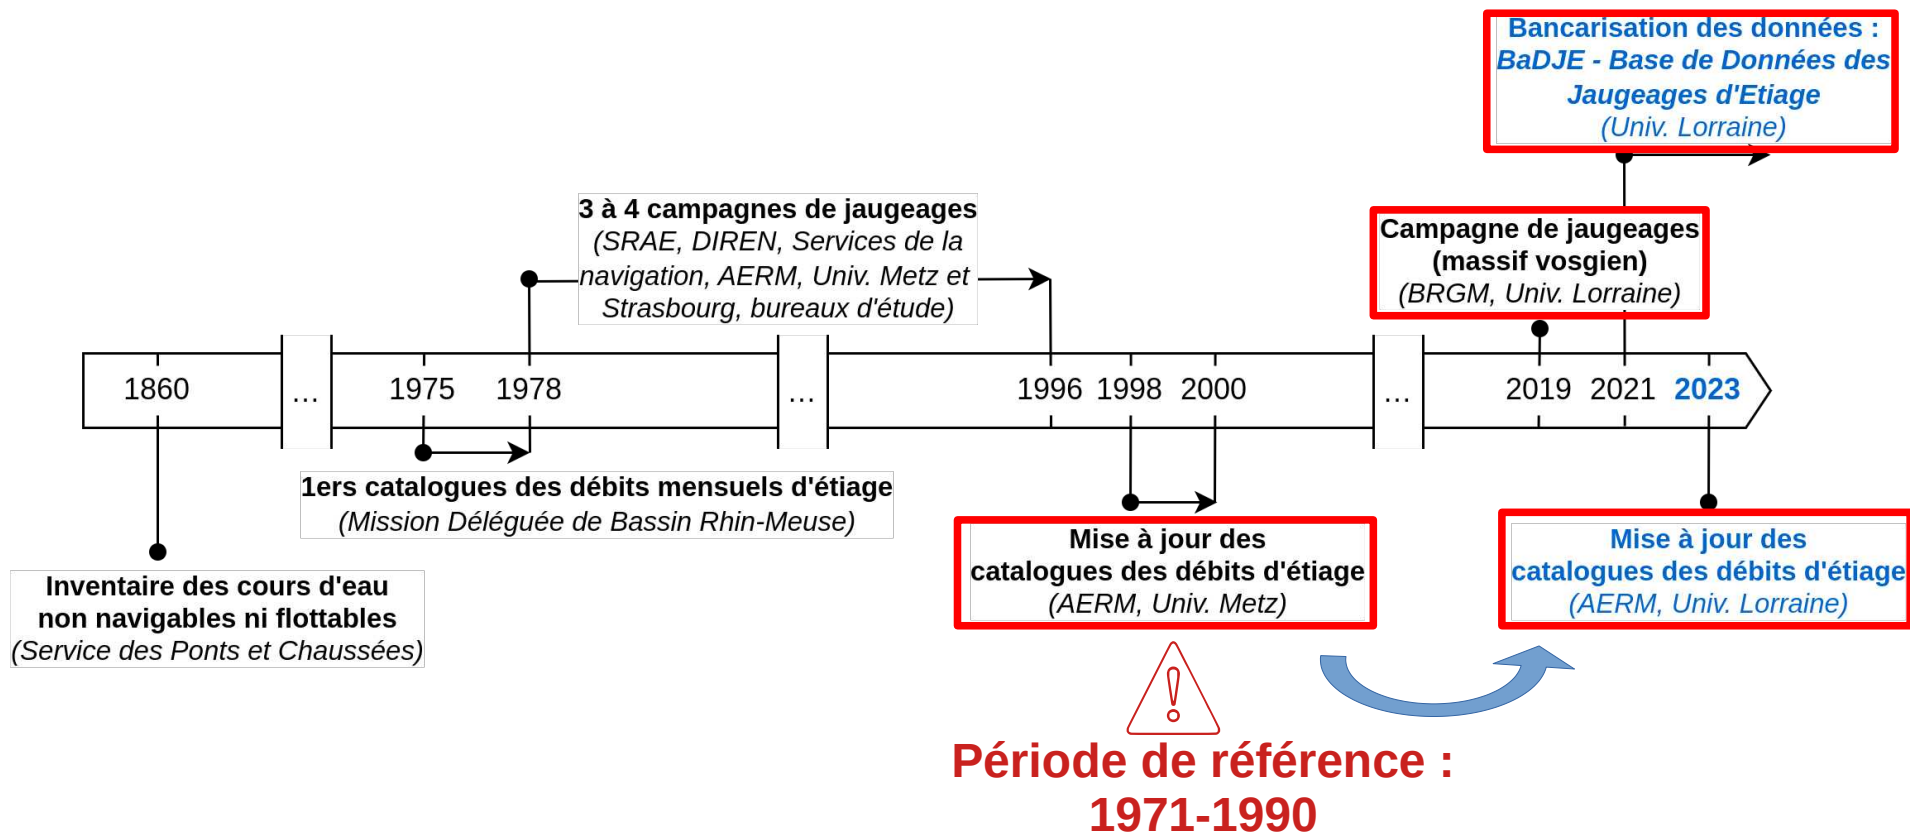 Bancarisation des données :
BaDJE - Base de Données des
Jaugeages d'Etiage
(Univ. Lorraine)
3 à 4 campagnes de jaugeages
(SRAE, DIREN, Services de la
navigation, AERM, Univ. Metz et
Strasbourg, bureaux d'étude)
Campagne de jaugeages
(massif vosgien)
(BRGM, Univ. Lorraine)
1860 ... 1975 1978 ... 1996 1998 2000 ... 2019 2021 2023
1ers catalogues des débits mensuels d'étiage
(Mission Déléguée de Bassin Rhin-Meuse)
Inventaire des cours d'eau
non navigables ni flottables
(Service des Ponts et Chaussées)
Mise à jour des
catalogues des débits d'étiage
(AERM, Univ. Metz)
Mise à jour des
catalogues des débits d'étiage
(AERM, Univ. Lorraine)
!
Période de référence :
1971-1990